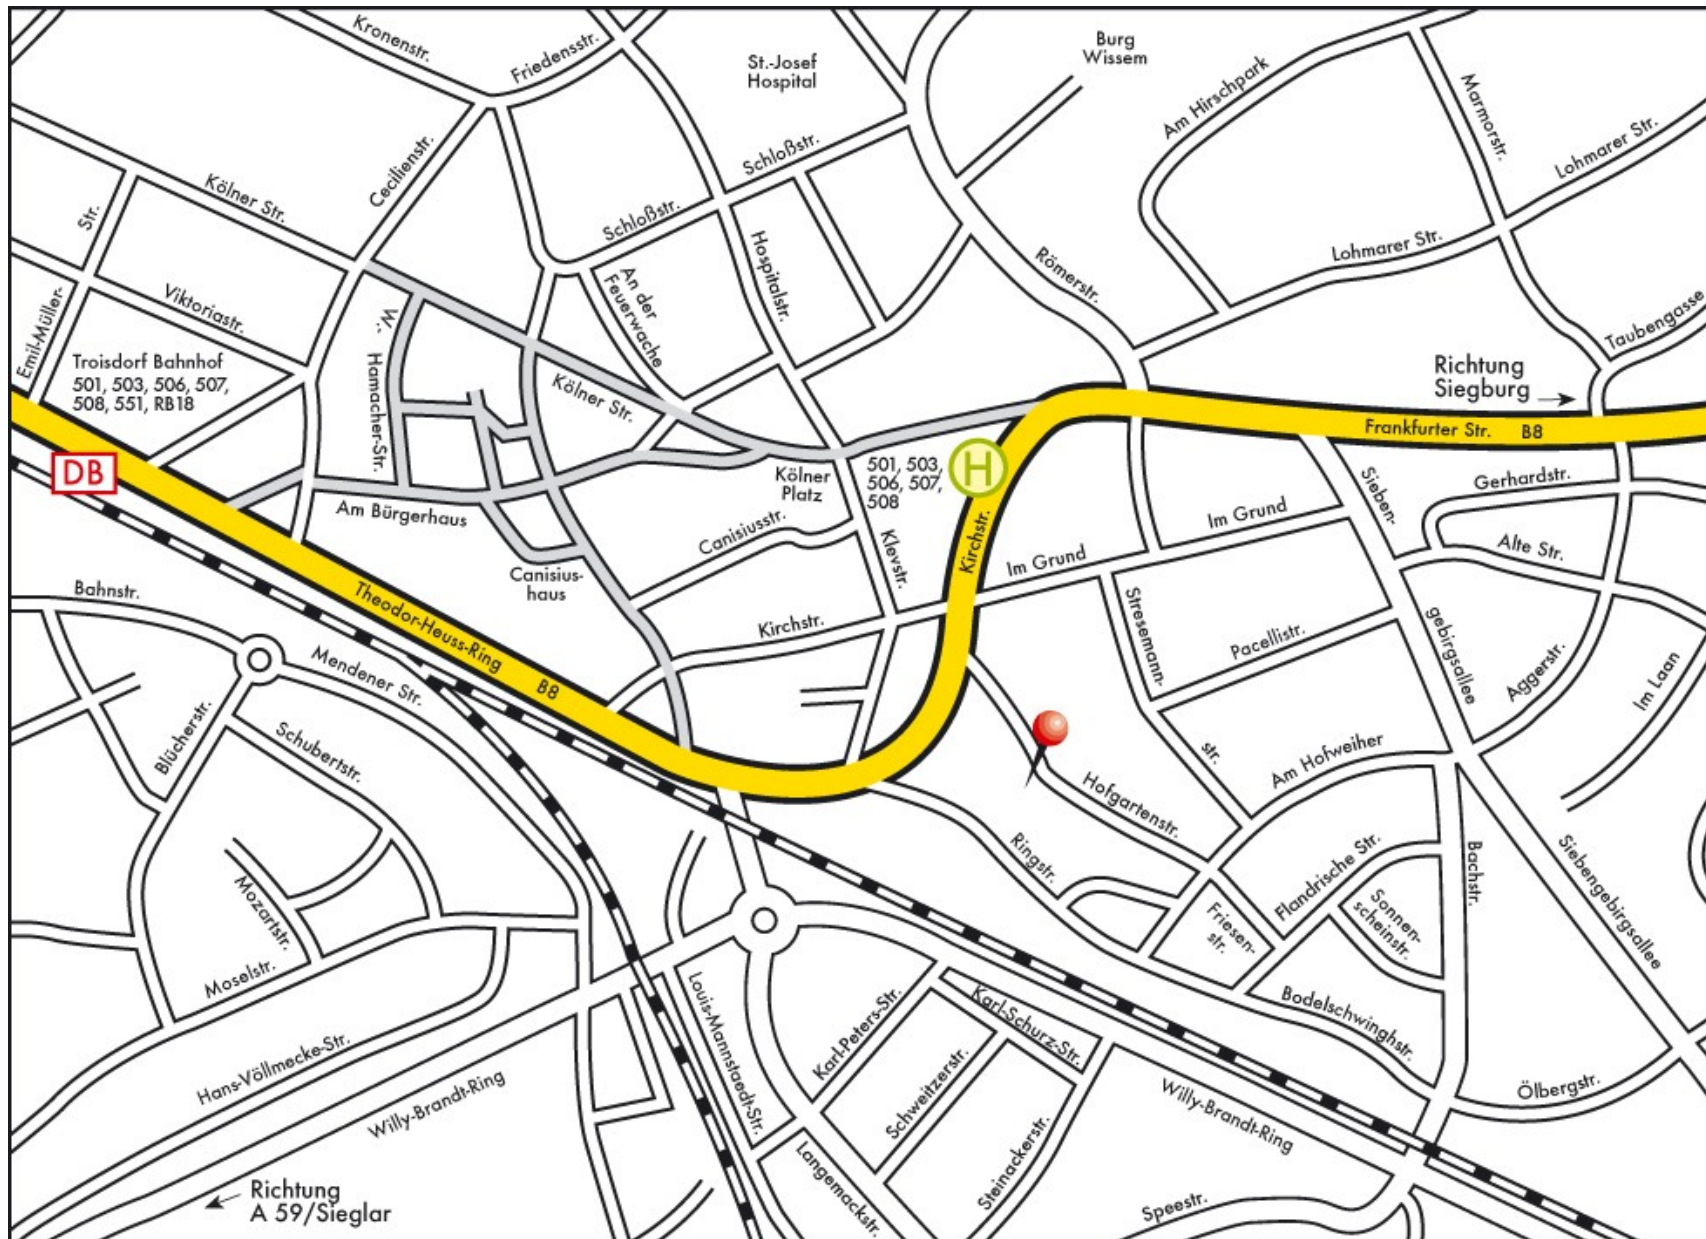 Kronenstr.
Friedensstr.
St.-Josef
Hospital
Burg
Wissem
Am Hirschpark
Marmorstr.
Lohmarer Str.
Kölner Str.
Cecilienstr.
Schloßstr.
Schloßstr.
Str.
Emil-Müller-
Viktoriastr.
An der
Feuerwache
Hospitalstr.
Römerstr.
Lohmarer Str.
Taubengasse
Troisdorf Bahnhof
501, 503, 506, 507,
508, 551, RB18
W.-
Hamacher-Str.
Kölner Str.
Richtung
Siegburg
Frankfurter Str. B8
DB
Am Bürgerhaus
Kölner
Platz
501, 503,
506, 507,
508
H
Kirchstr.
Im Grund
Im Grund
Sieben-
gebirgsallee
Gerhardstr.
Alte Str.
Canisiusstr.
Klevstr.
Canisius-
haus
Bahnstr.
Theodor-Heuss-Ring
B8
Kirchstr.
Stresemann-
str.
Pacellistr.
Aggerstr.
Im Laan
Mendener Str.
Blücherstr.
Schubertstr.
Am Hofweiher
Hofgartenstr.
Ringstr.
Flandrische Str.
Bachstr.
Sonnen-
scheinstr.
Siebengebirgsallee
Friesen-
str.
Mozartstr.
Moselstr.
Louis-Mannstaedt-Str.
Karl-Peters-Str.
Karl-Schurz-Str.
Bodelschwinghstr.
Hans-Völlmecke-Str.
Willy-Brandt-Ring
Schweitzerstr.
Steinackerstr.
Willy-Brandt-Ring
Ölbergstr.
Langemackstr.
Speestr.
Richtung
A 59/Sieglar